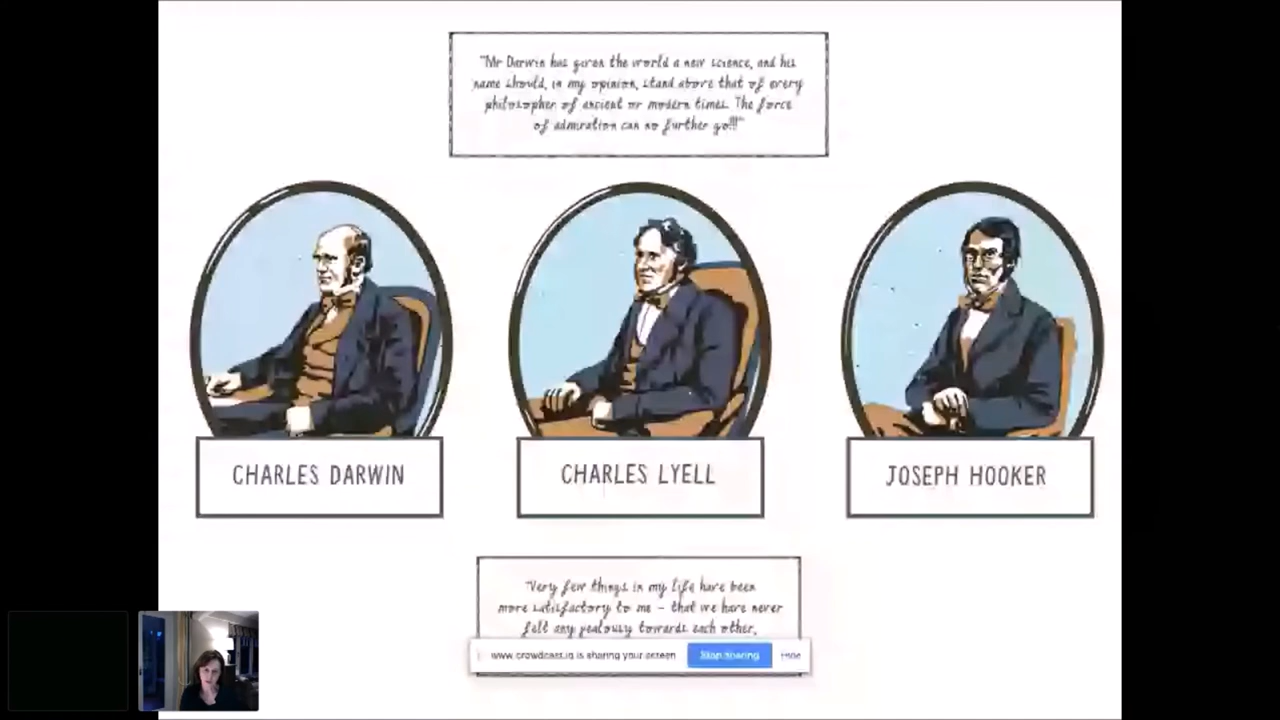 "Mr Darwin has given the world a new science, and his
name should, in my opinion, stand above that of every
philosopher of ancient or modern times. The force
of admiration can no further go!!!"
CHARLES DARWIN
CHARLES LYELL
JOSEPH HOOKER
"Very few things in my life have been
more satisfactory to me – that we have never
felt any jealousy towards each other,
www.crowdcast.io is sharing your screen
Stop sharing
Hide